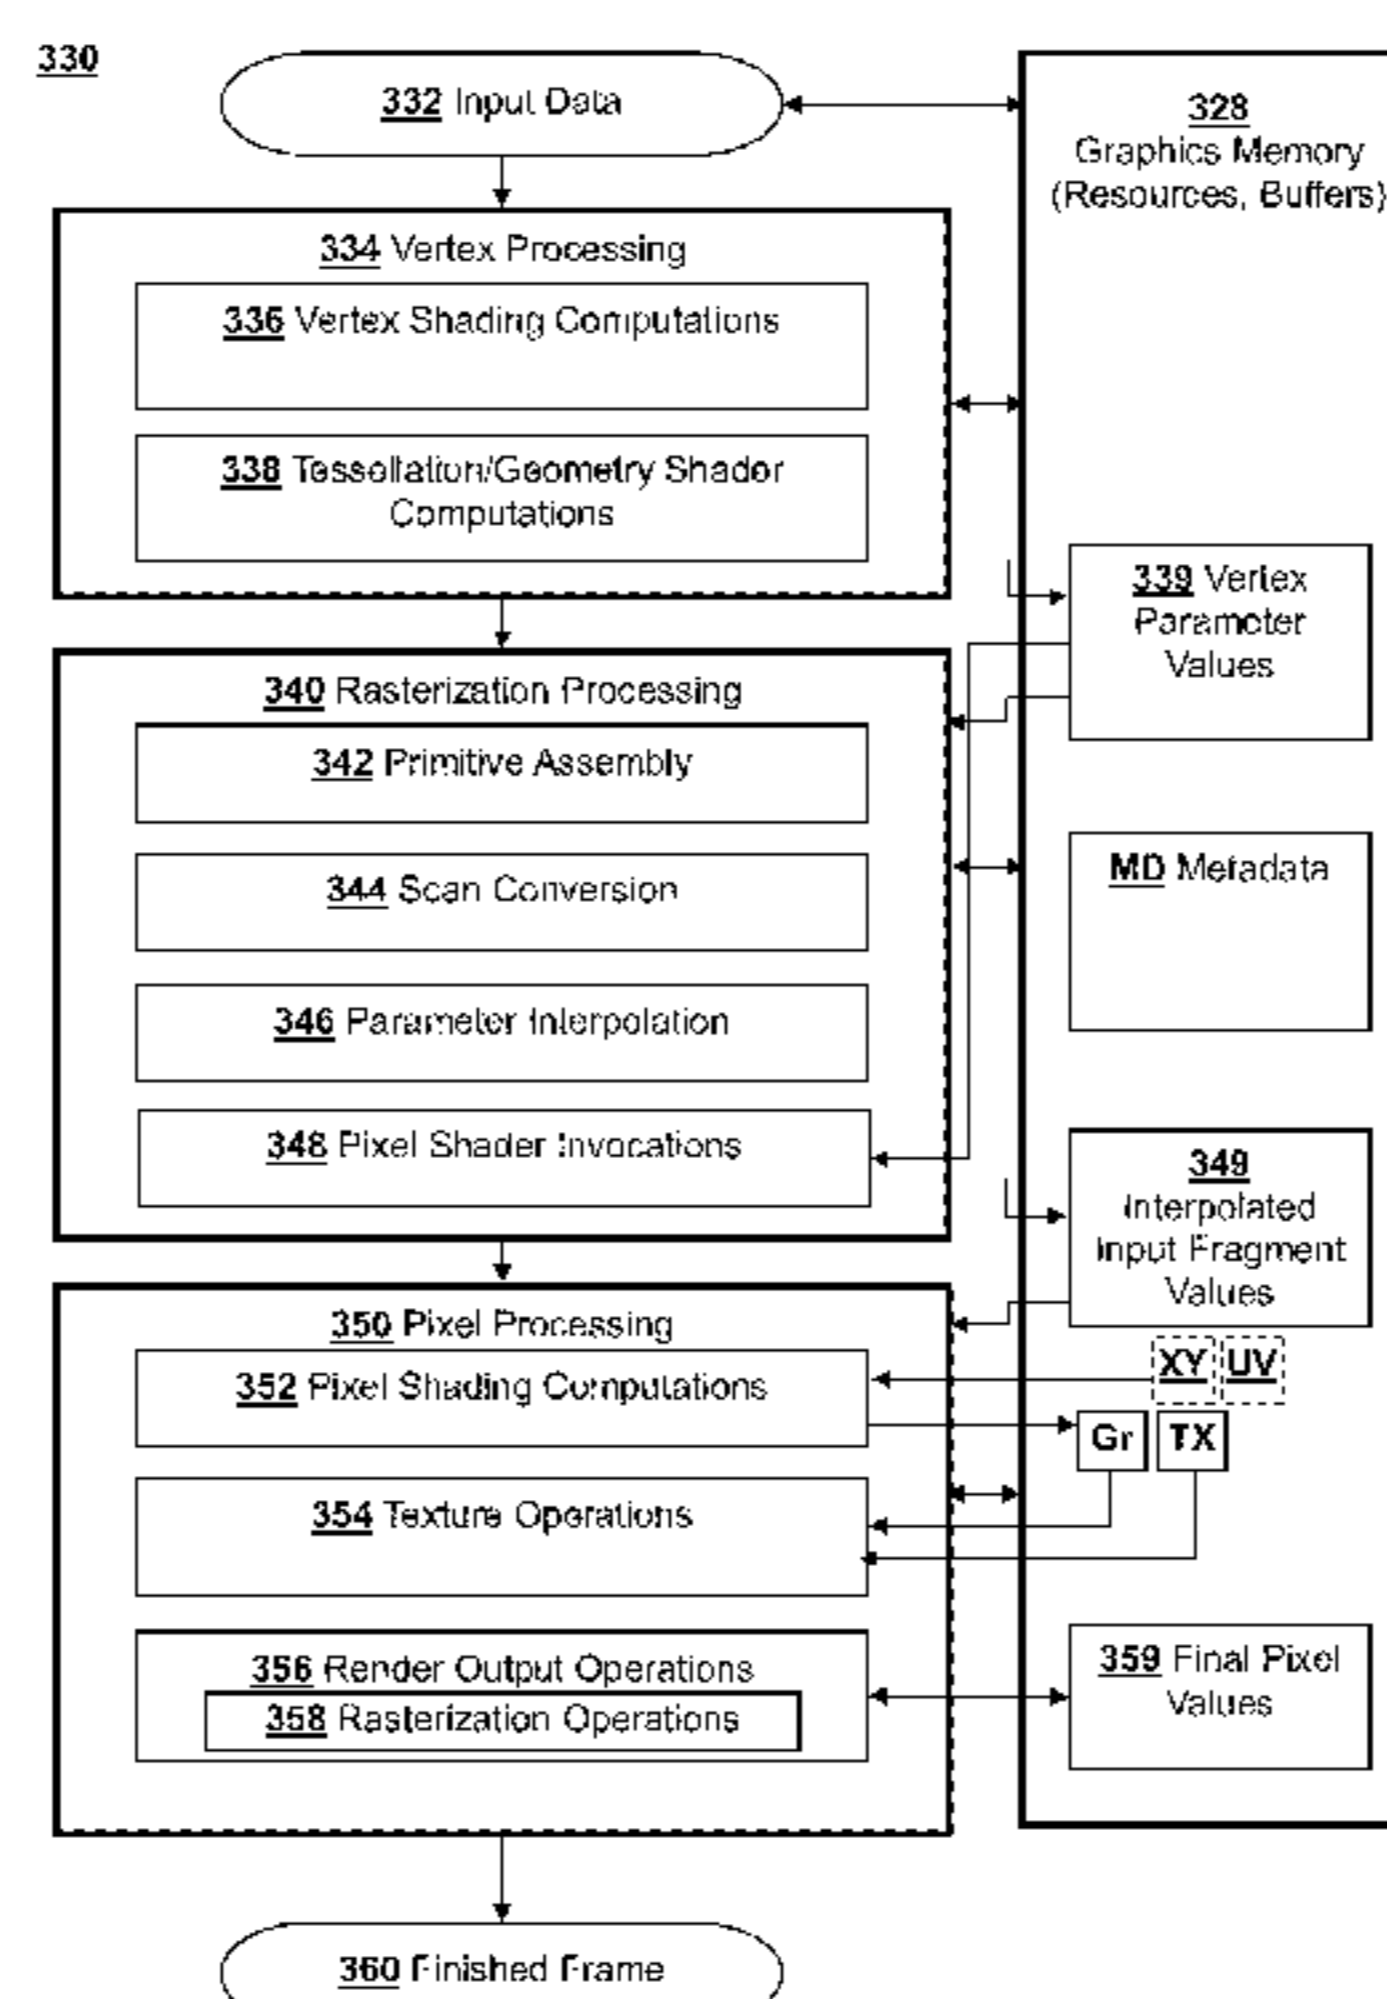 330
332 Input Data
328
Graphics Memory
(Resources, Buffers)
334 Vertex Processing
336 Vertex Shading Computations
338 Tessellation/Geometry Shader
Computations
339 Vertex
Parameter
Values
340 Rasterization Processing
342 Primitive Assembly
344 Scan Conversion
MD Metadata
346 Parameter Interpolation
348 Pixel Shader Invocations
349
Interpolated
Input Fragment
Values
350 Pixel Processing
352 Pixel Shading Computations
XY UV
Gr TX
354 Texture Operations
356 Render Output Operations
358 Rasterization Operations
359 Final Pixel
Values
360 Finished Frame